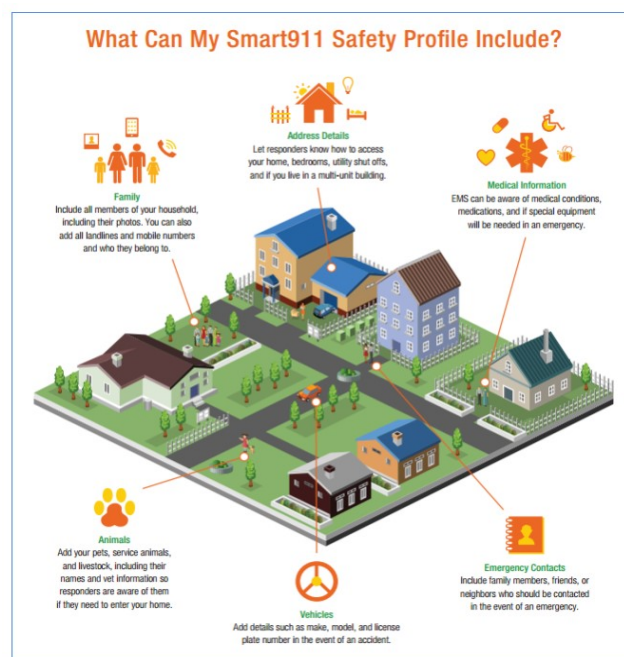 What Can My Smart911 Safety Profile Include?
Address Details
Let responders know how to access
your home, bedrooms, utility shut offs,
and if you live in a multi-unit building.
Family
Include all members of your household,
including their photos. You can also
add all landlines and mobile numbers
and who they belong to.
Medical Information
EMS can be aware of medical conditions,
medications, and if special equipment
will be needed in an emergency.
Animals
Add your pets, service animals,
and livestock, including their
names and vet information so
responders are aware of them
if they need to enter your home.
Vehicles
Add details such as make, model, and license
plate number in the event of an accident.
Emergency Contacts
Include family members, friends, or
neighbors who should be contacted
in the event of an emergency.